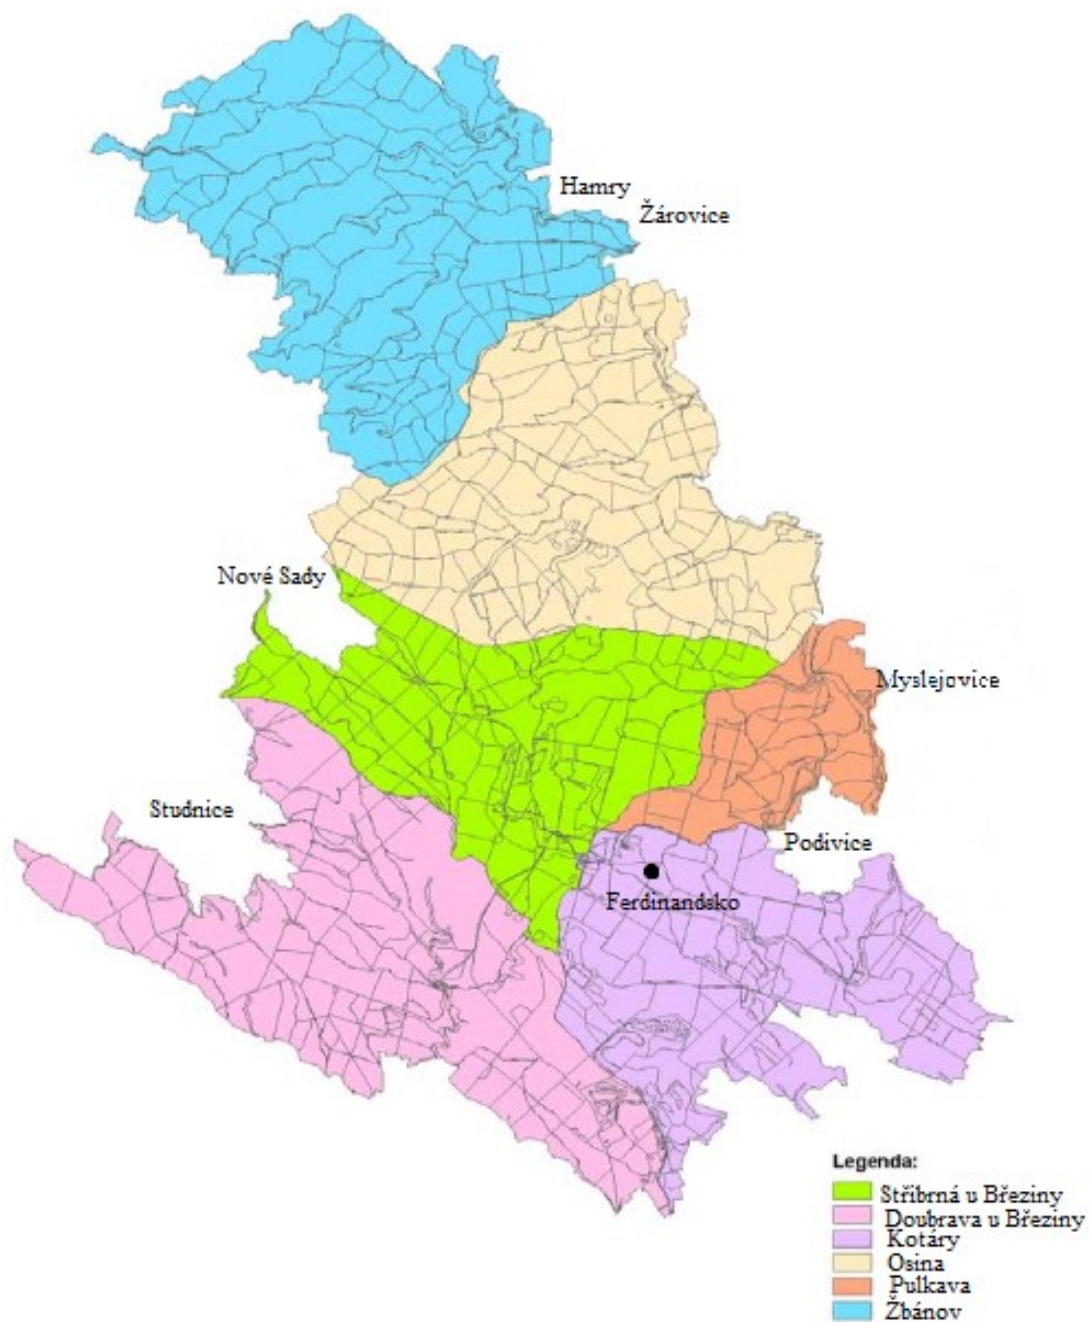 Hamry
Žárovice
Nové Sady
Myslejovice
Studnice
Podivice
Ferdinandsko
Legenda:
Stříbrná u Březiny
Doubrava u Březiny
Kotáry
Osina
Pulkava
Žbánov